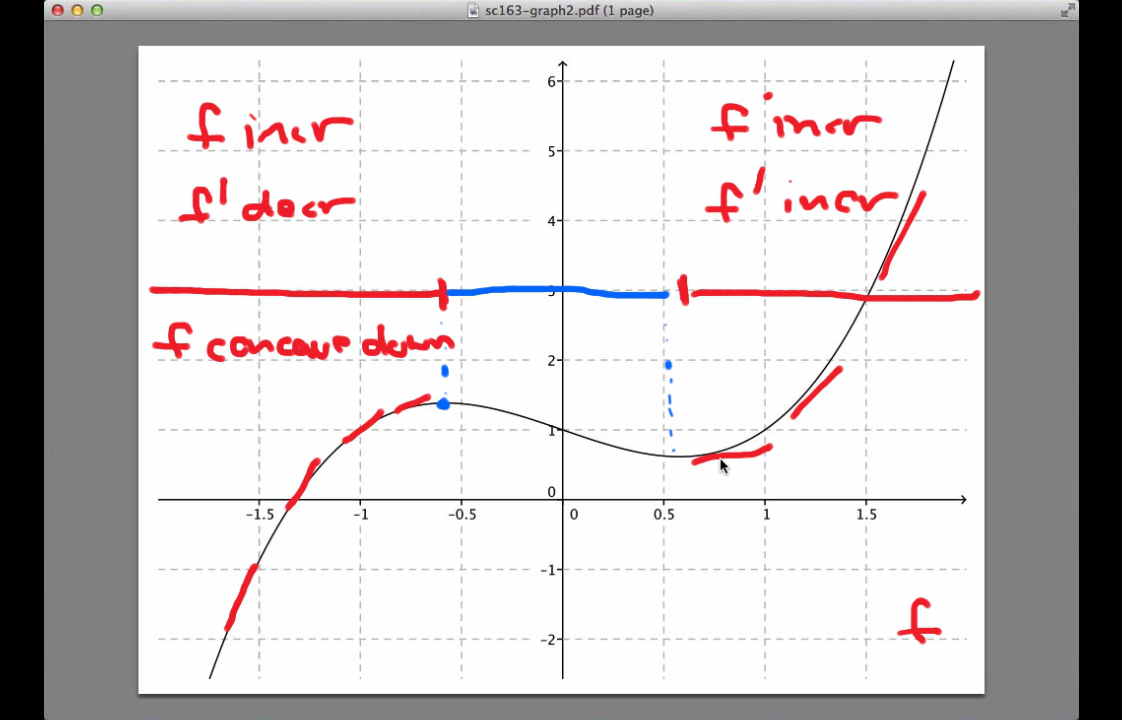 sc163-graph2.pdf (1 page)
6
f incr
f incr
5
f' decr
f' incr
4
3
f concave down
2
1
0
-1.5 -1 -0.5 0 0.5 1 1.5
-1
f
-2